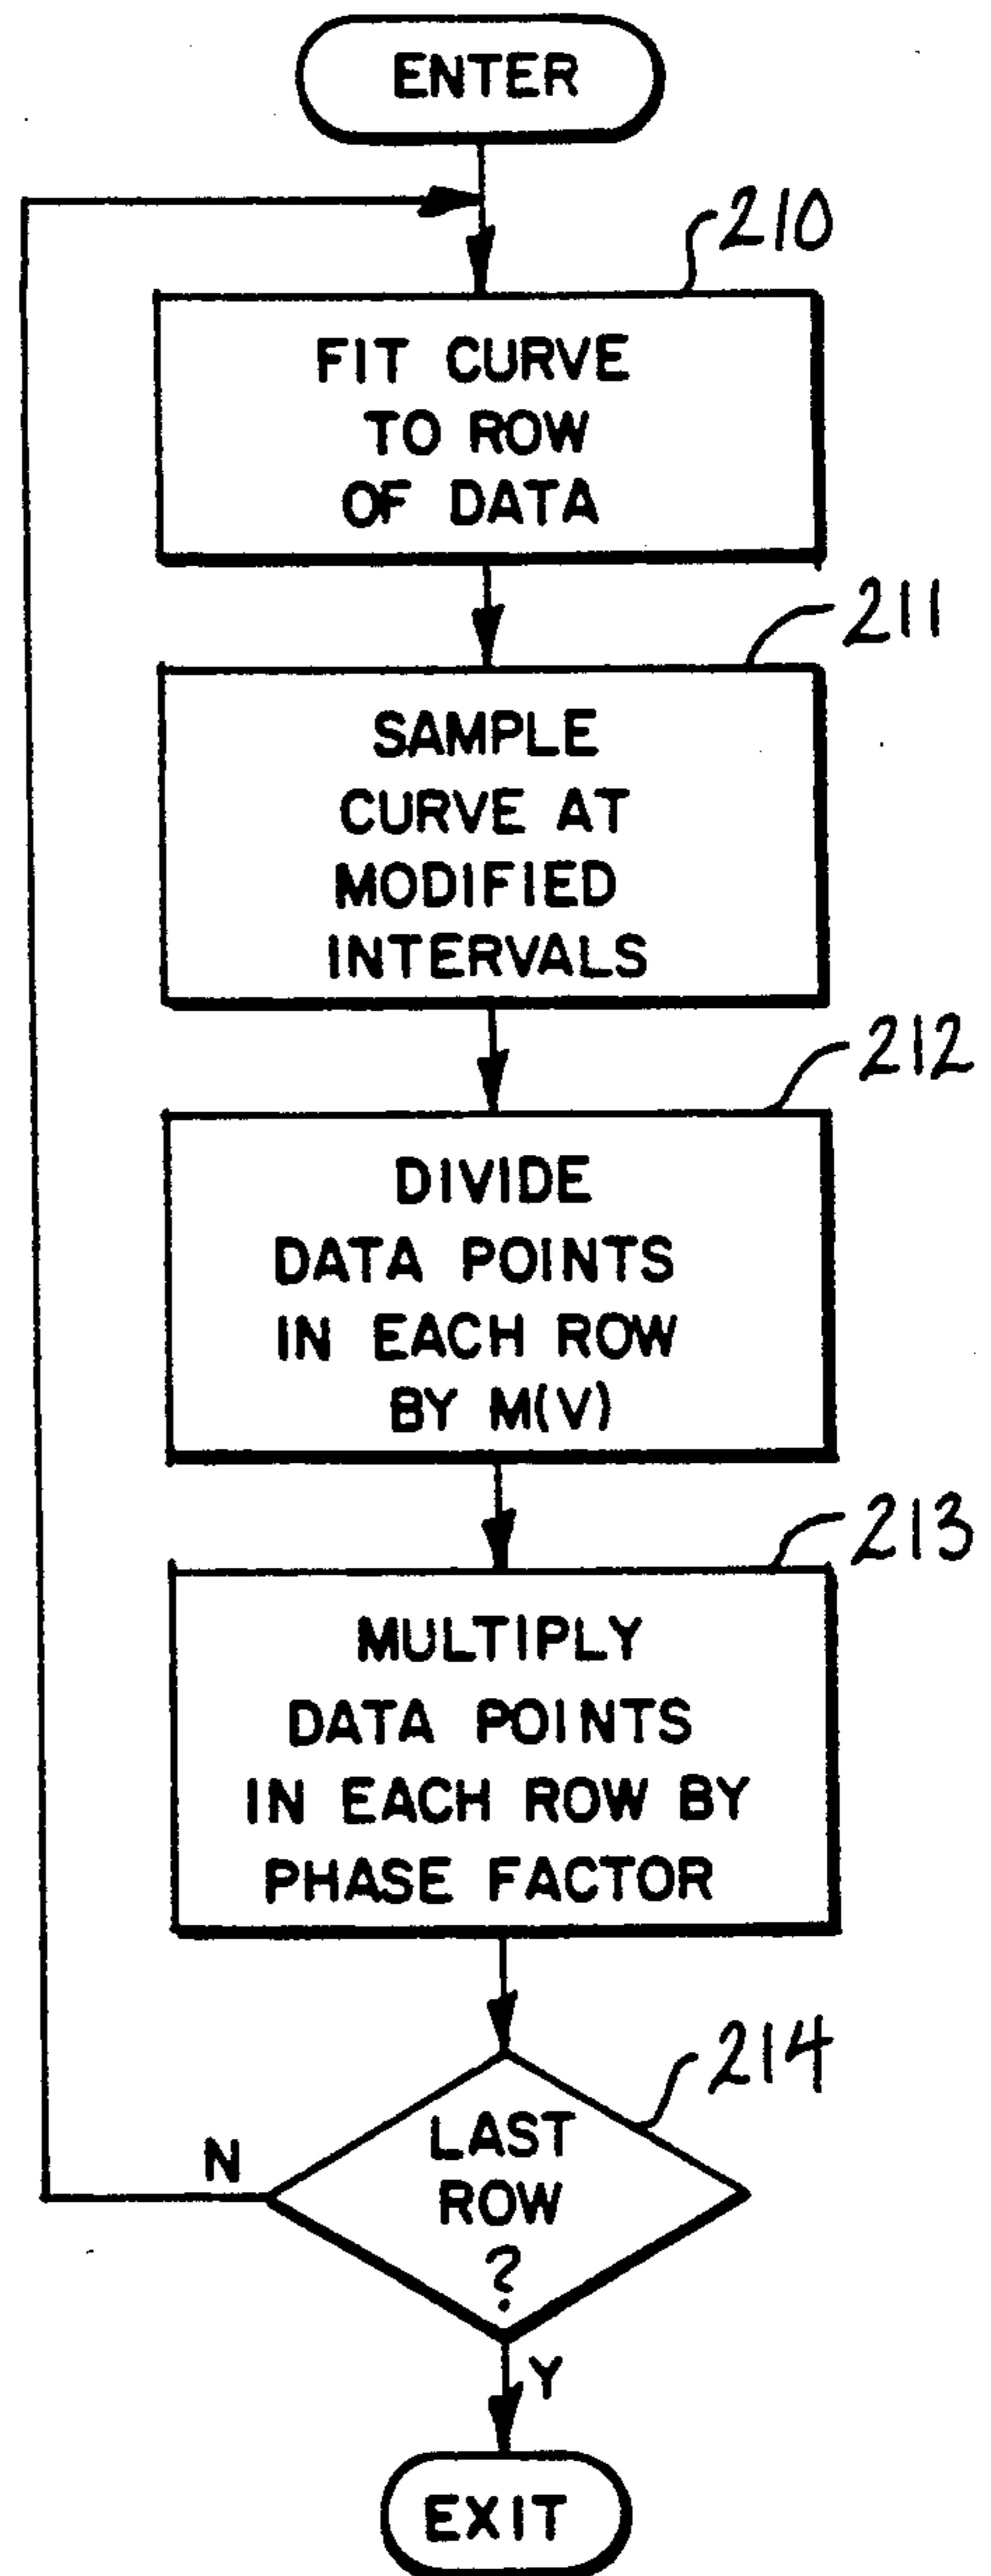 ENTER
210
FIT CURVE
TO ROW
OF DATA
211
SAMPLE
CURVE AT
MODIFIED
INTERVALS
212
DIVIDE
DATA POINTS
IN EACH ROW
BY M(V)
213
MULTIPLY
DATA POINTS
IN EACH ROW BY
PHASE FACTOR
214
LAST
ROW
?
N
Y
EXIT